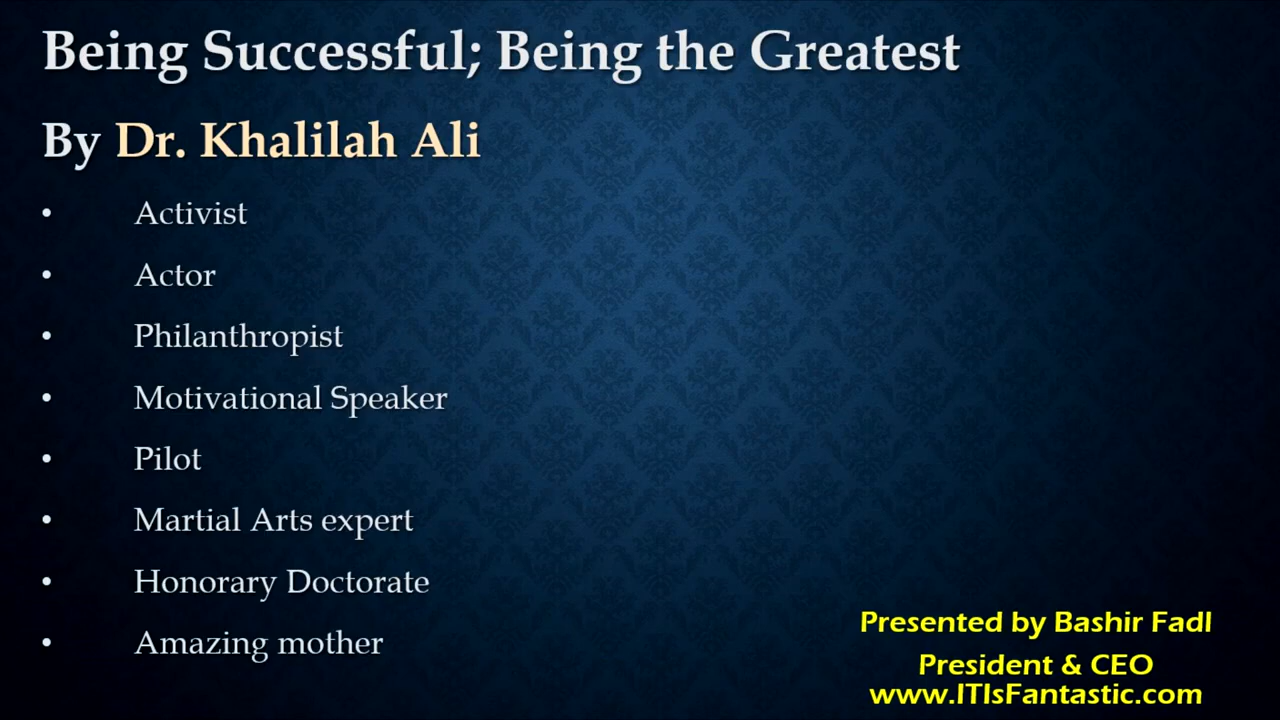 Being Successful; Being the Greatest
By Dr. Khalilah Ali
• Activist
• Actor
• Philanthropist
• Motivational Speaker
• Pilot
• Martial Arts expert
• Honorary Doctorate
• Amazing mother
Presented by Bashir Fadl
President & CEO
www.ITIsFantastic.com